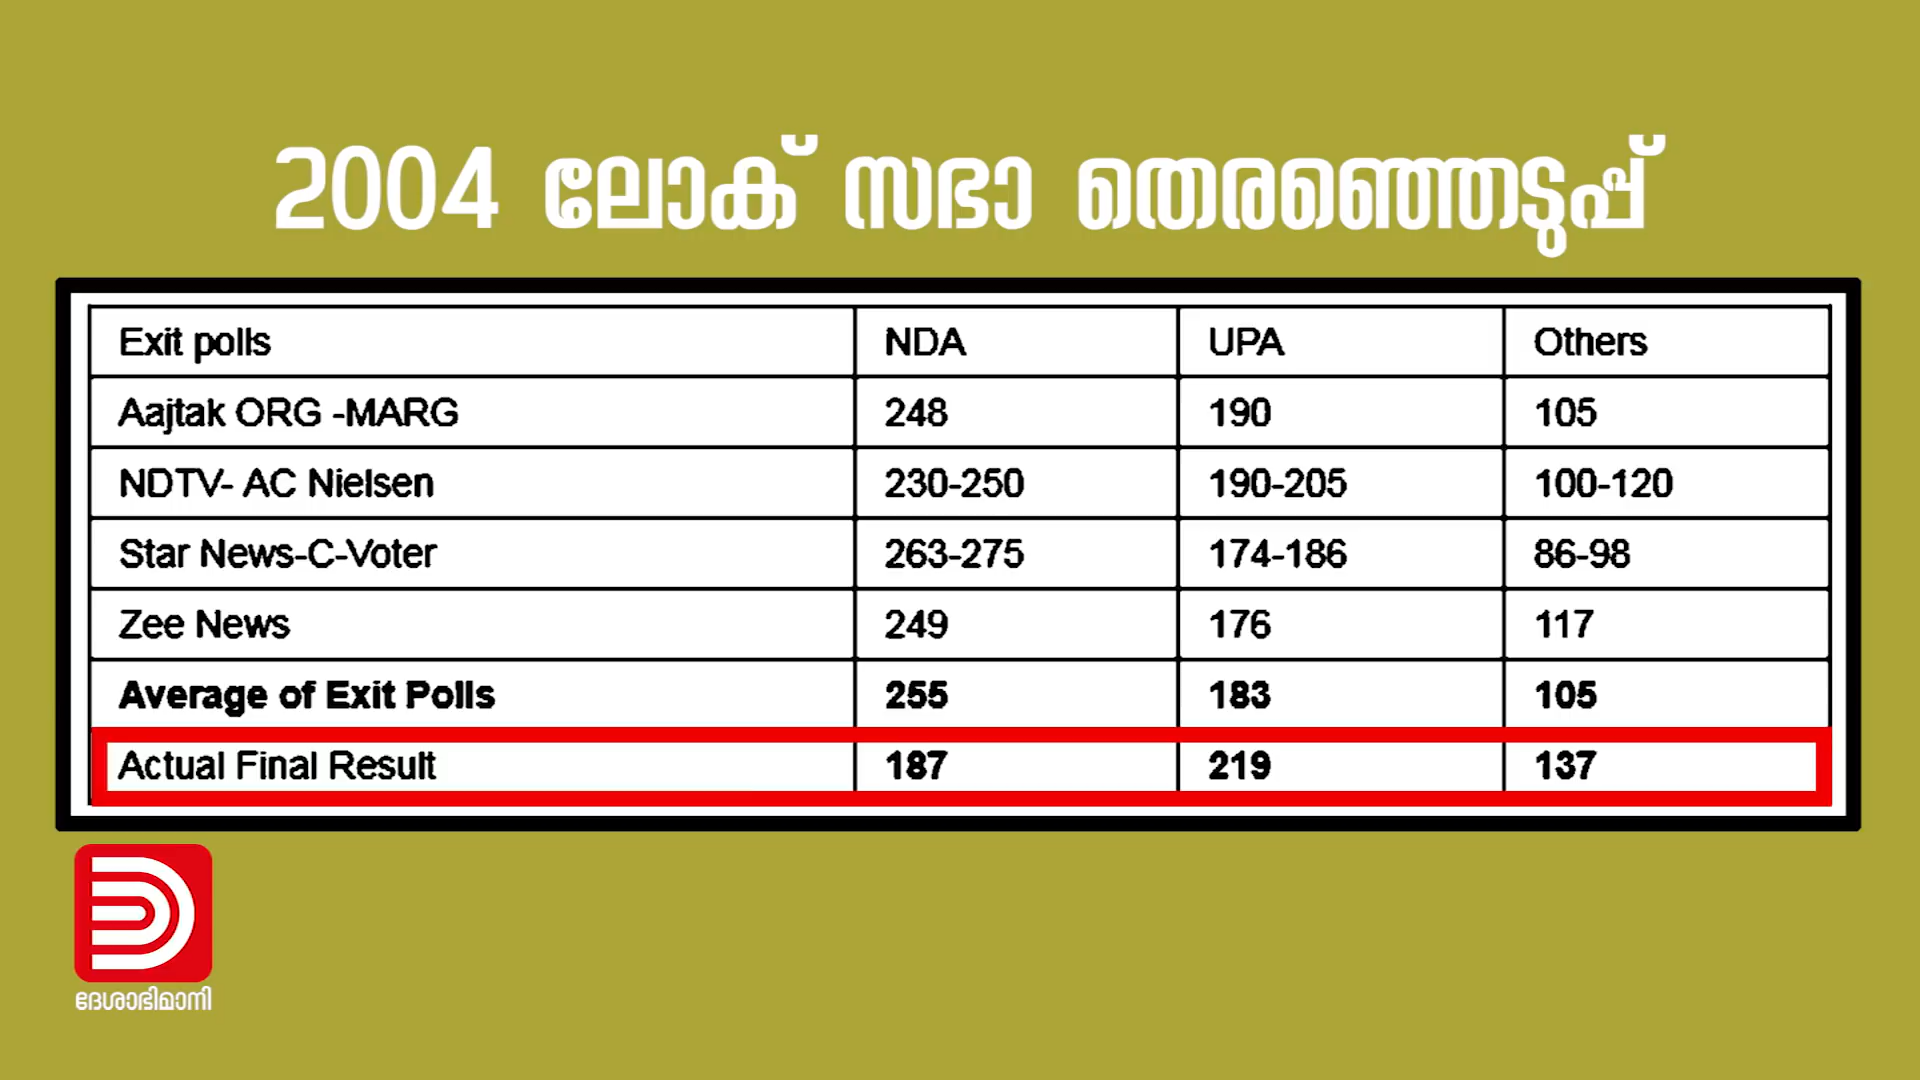 2004 ലോക് സഭാ തെരഞ്ഞെടുപ്പ്
Exit polls NDA UPA Others
Aajtak ORG -MARG 248 190 105
NDTV- AC Nielsen 230-250 190-205 100-120
Star News-C-Voter 263-275 174-186 86-98
Zee News 249 176 117
Average of Exit Polls 255 183 105
Actual Final Result 187 219 137
ദേശാഭിമാനി